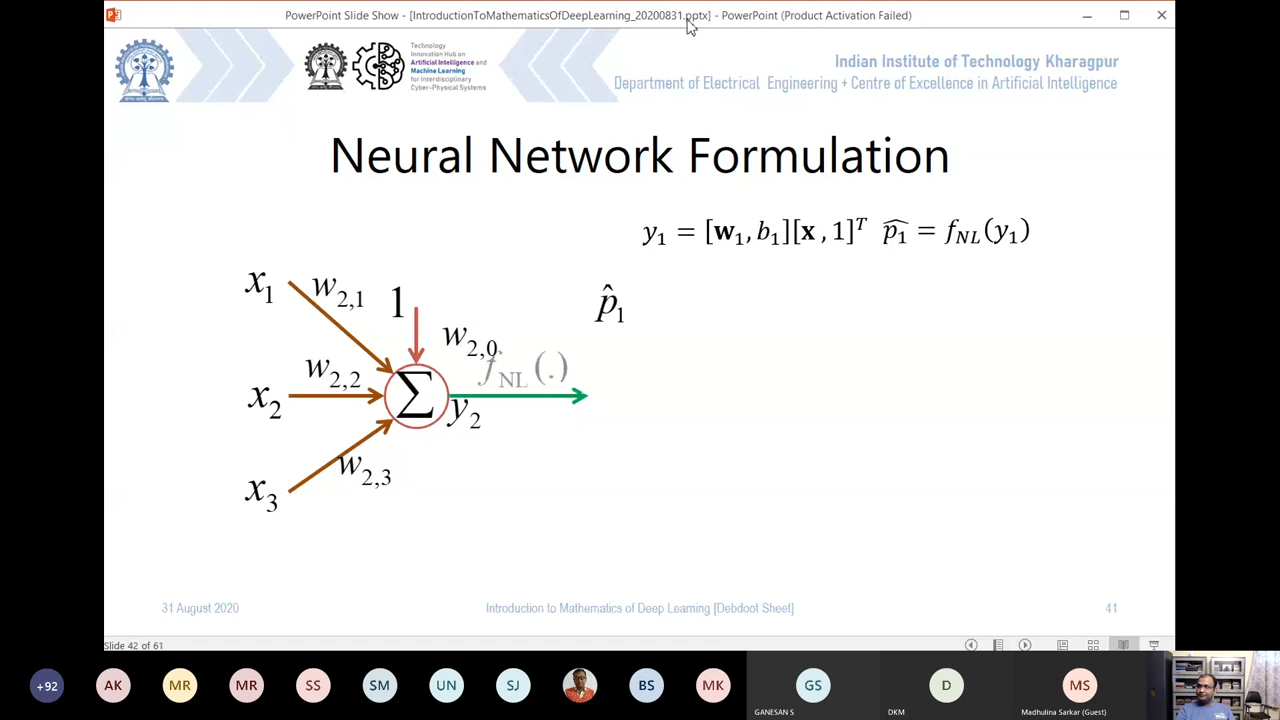 PowerPoint Slide Show - [IntroductionToMathematicsOfDeepLearning_20200831.pptx] - PowerPoint (Product Activation Failed)
Technology
Innovation Hub on
Artificial Intelligence and
Machine Learning
for Interdisciplinary
Cyber-Physical Systems
Indian Institute of Technology Kharagpur
Department of Electrical Engineering + Centre of Excellence in Artificial Intelligence
Neural Network Formulation
y₁ = [𝐰₁, b₁][𝐱 , 1]ᵀ p̂₁ = f_NL(y₁)
x₁
w₂,₁
1
p̂₁
w₂,₀
f_NL(.)
w₂,₂
x₂
Σ
y₂
w₂,₃
x₃
31 August 2020
Introduction to Mathematics of Deep Learning [Debdoot Sheet]
41
Slide 42 of 61
+92
AK
MR
MR
SS
SM
UN
SJ
BS
MK
GS
D
MS
GANESAN S
DKM
Madhulina Sarkar (Guest)